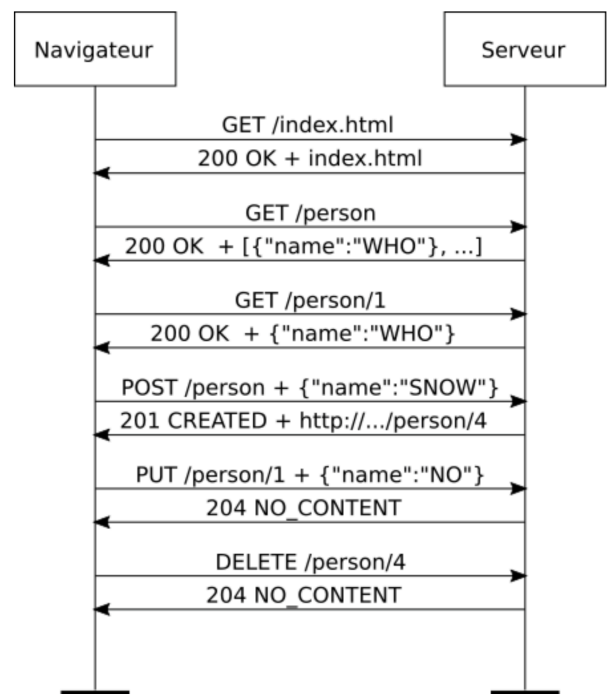 Navigateur
Serveur
GET /index.html
200 OK + index.html
GET /person
200 OK  + [{"name":"WHO"}, ...]
GET /person/1
200 OK  + {"name":"WHO"}
POST /person + {"name":"SNOW"}
201 CREATED + http://.../person/4
PUT /person/1 + {"name":"NO"}
204 NO_CONTENT
DELETE /person/4
204 NO_CONTENT